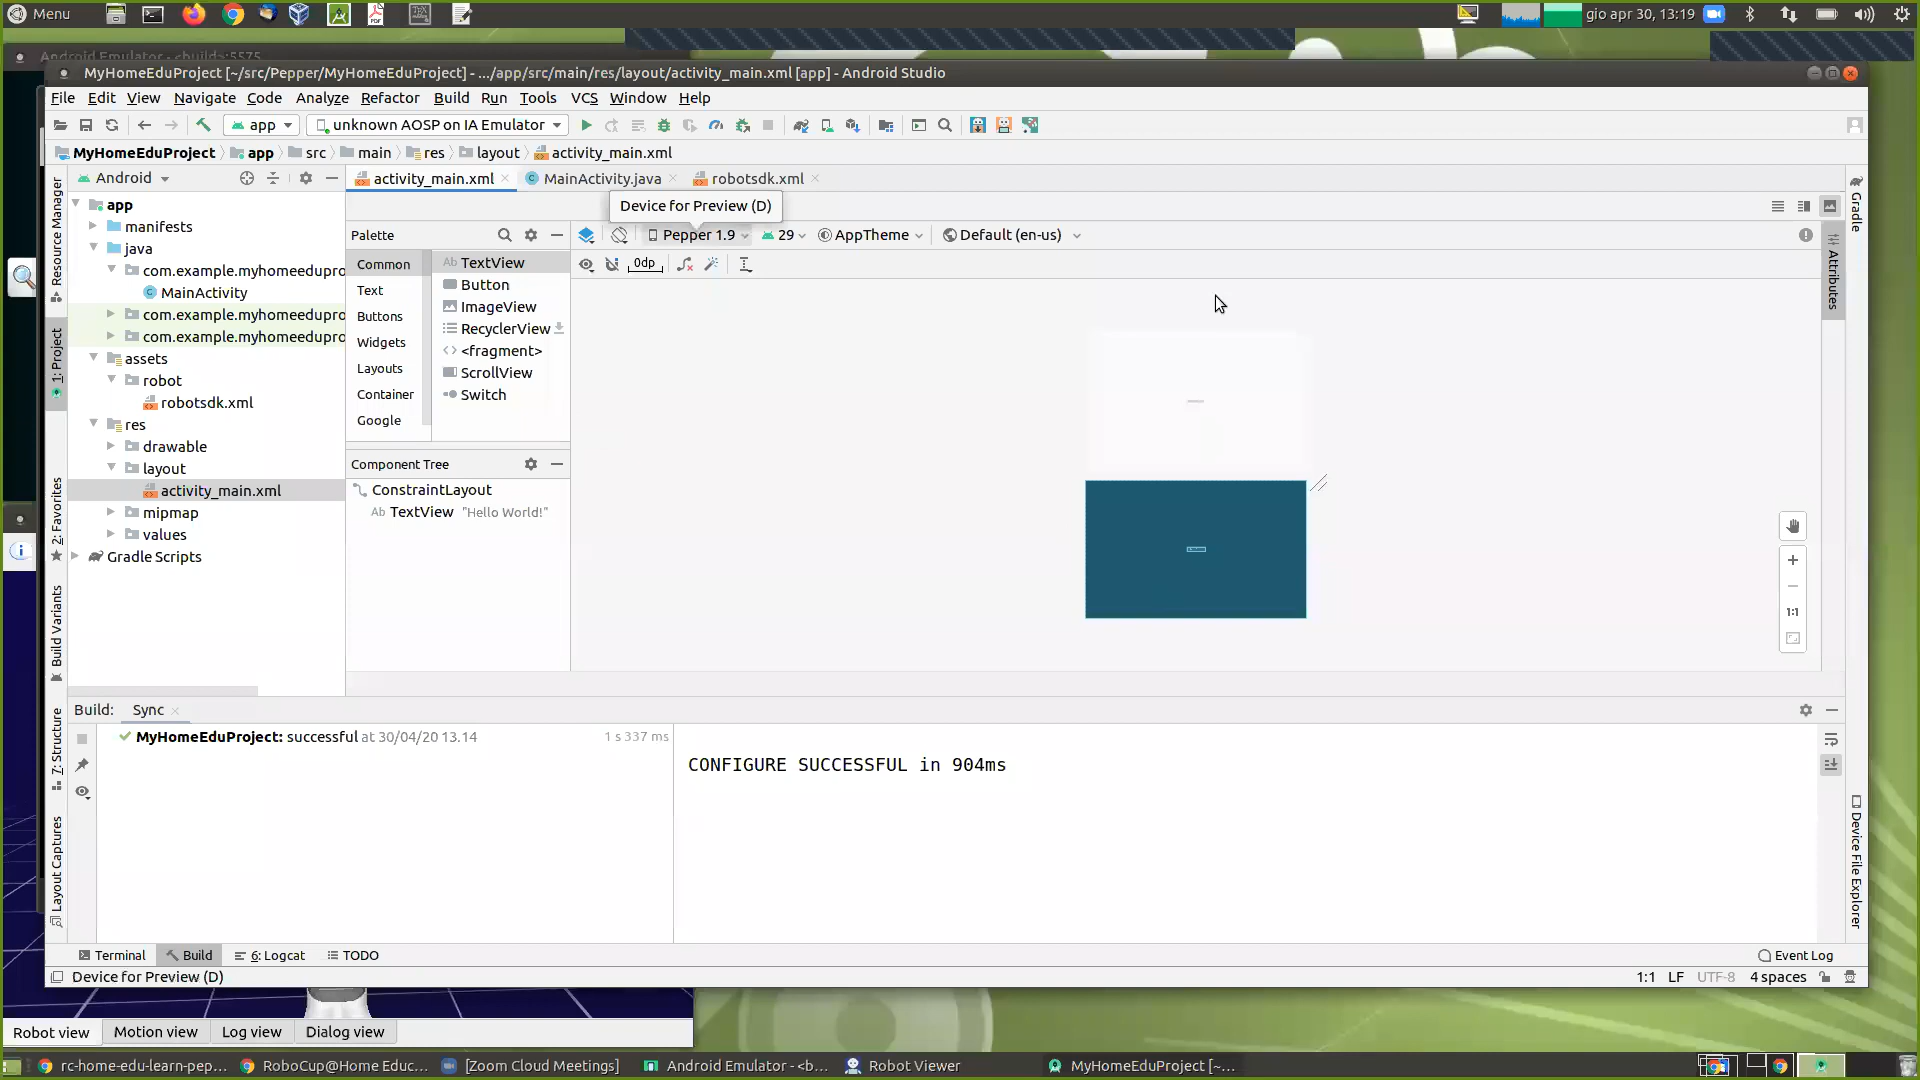 Menu
gio apr 30, 13:19
Android Emulator - <build>:5575
MyHomeEduProject [~/src/Pepper/MyHomeEduProject] - .../app/src/main/res/layout/activity_main.xml [app] - Android Studio
File Edit View Navigate Code Analyze Refactor Build Run Tools VCS Window Help
app unknown AOSP on IA Emulator
MyHomeEduProject app src main res layout activity_main.xml
Android activity_main.xml MainActivity.java robotsdk.xml
Device for Preview (D)
Palette Pepper 1.9 29 AppTheme Default (en-us)
0dp
Common
Text
Buttons
Widgets
Layouts
Container
Google
Ab TextView
Button
ImageView
RecyclerView
<fragment>
ScrollView
Switch
app
manifests
java
com.example.myhomeedupro
MainActivity
com.example.myhomeedupro
com.example.myhomeedupro
assets
robot
robotsdk.xml
res
drawable
layout
activity_main.xml
mipmap
values
Gradle Scripts
Component Tree
ConstraintLayout
Ab TextView "Hello World!"
Resource Manager
1: Project
2: Favorites
Build Variants
7: Structure
Layout Captures
Gradle
Attributes
Device File Explorer
1:1
Build: Sync
MyHomeEduProject: successful at 30/04/20 13.14 1 s 337 ms
CONFIGURE SUCCESSFUL in 904ms
Terminal Build 6: Logcat TODO Event Log
Device for Preview (D) 1:1 LF UTF-8 4 spaces
Robot view Motion view Log view Dialog view
rc-home-edu-learn-pep... RoboCup@Home Educ... [Zoom Cloud Meetings] Android Emulator - <b... Robot Viewer MyHomeEduProject [~...